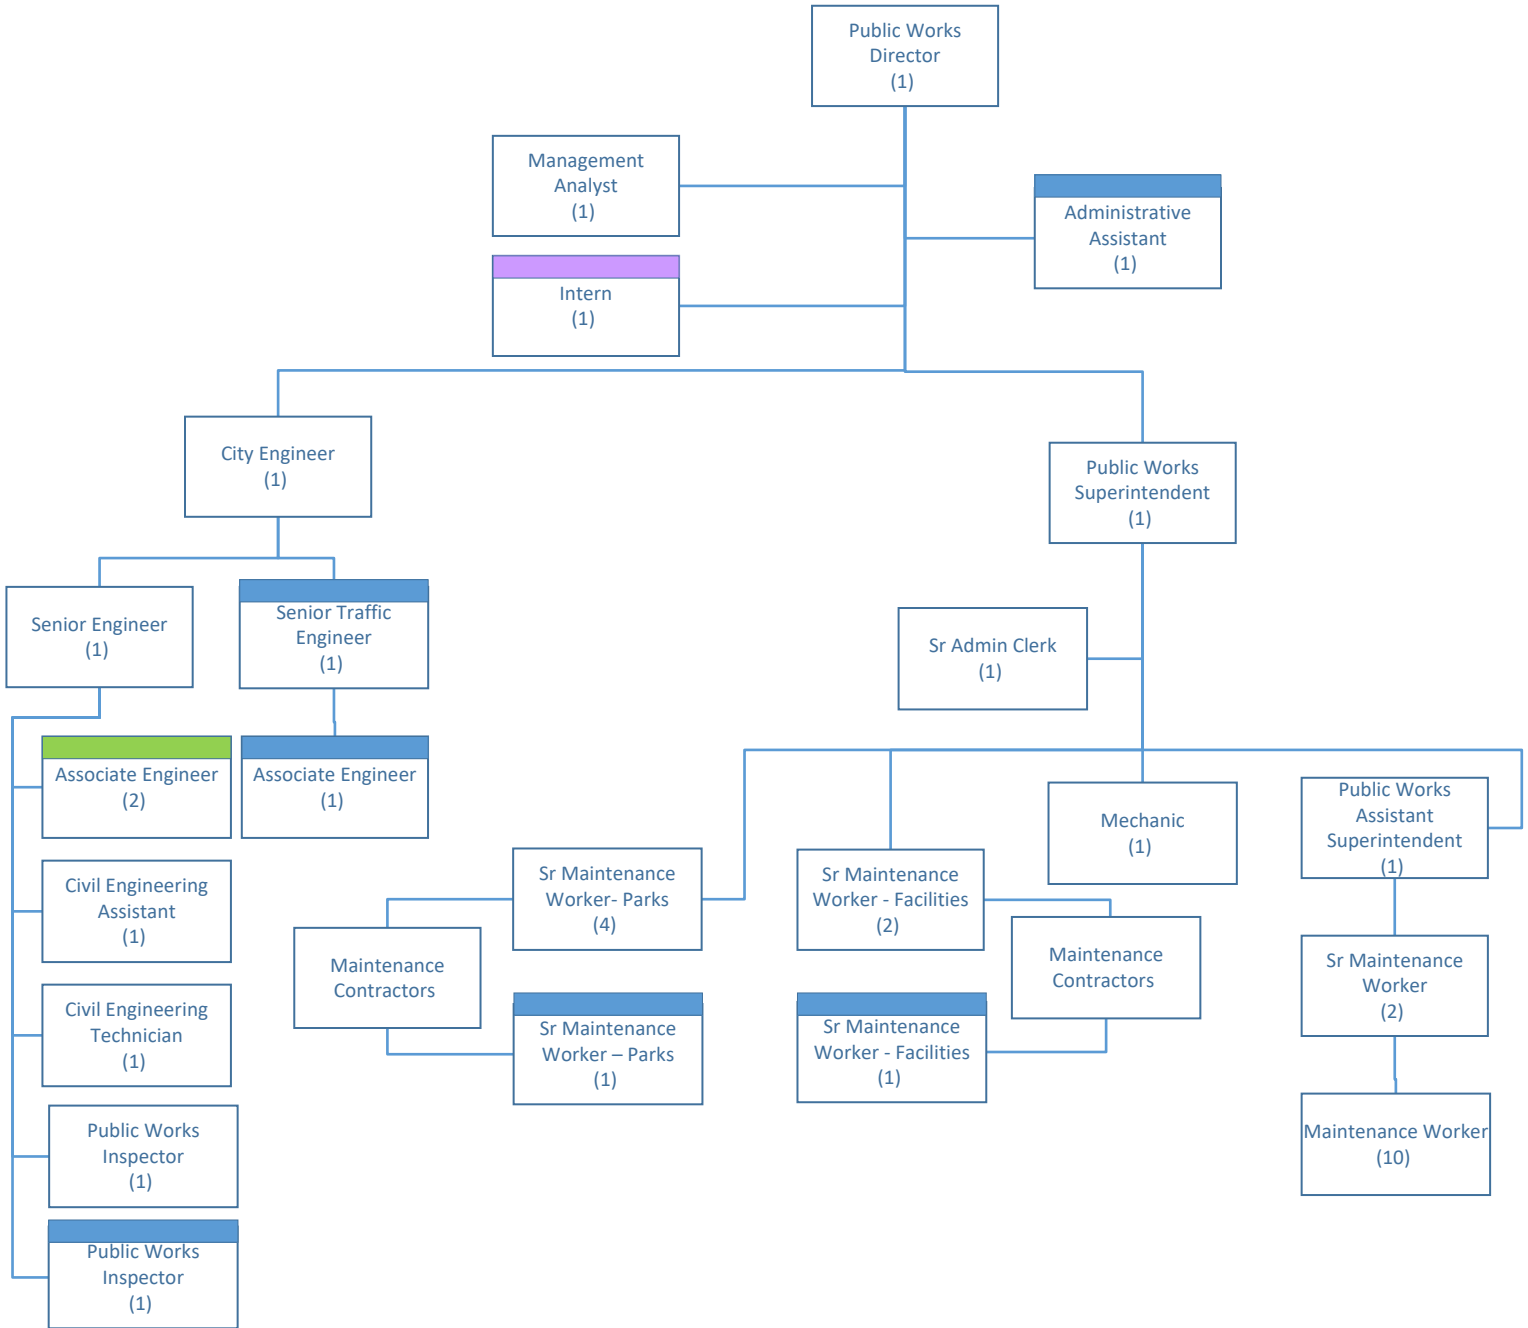 Public Works
Director
(1)
Management
Analyst
(1)
Administrative
Assistant
(1)
Intern
(1)
City Engineer
(1)
Public Works
Superintendent
(1)
Senior Engineer
(1)
Senior Traffic
Engineer
(1)
Sr Admin Clerk
(1)
Associate Engineer
(2)
Associate Engineer
(1)
Mechanic
(1)
Public Works
Assistant
Superintendent
(1)
Civil Engineering
Assistant
(1)
Sr Maintenance
Worker- Parks
(4)
Sr Maintenance
Worker - Facilities
(2)
Maintenance
Contractors
Maintenance
Contractors
Sr Maintenance
Worker
(2)
Civil Engineering
Technician
(1)
Sr Maintenance
Worker – Parks
(1)
Sr Maintenance
Worker - Facilities
(1)
Public Works
Inspector
(1)
Maintenance Worker
(10)
Public Works
Inspector
(1)